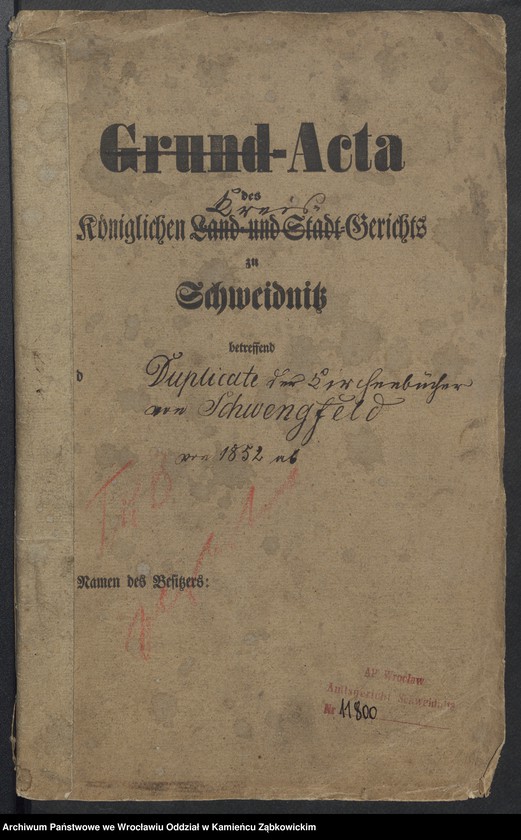 Grund-Acta
des
Kreis-
Königlichen Land- und Stadt-Gerichts
zu
Schweidnitz
betreffend
d Duplicate der Kirchenbücher
von Schwengfeld
von 1852 ab
Namen des Besitzers:
AP Wrocław
Amtsgericht Schweidnitz
Nr 11800
Archiwum Państwowe we Wrocławiu Oddział w Kamieńcu Ząbkowickim